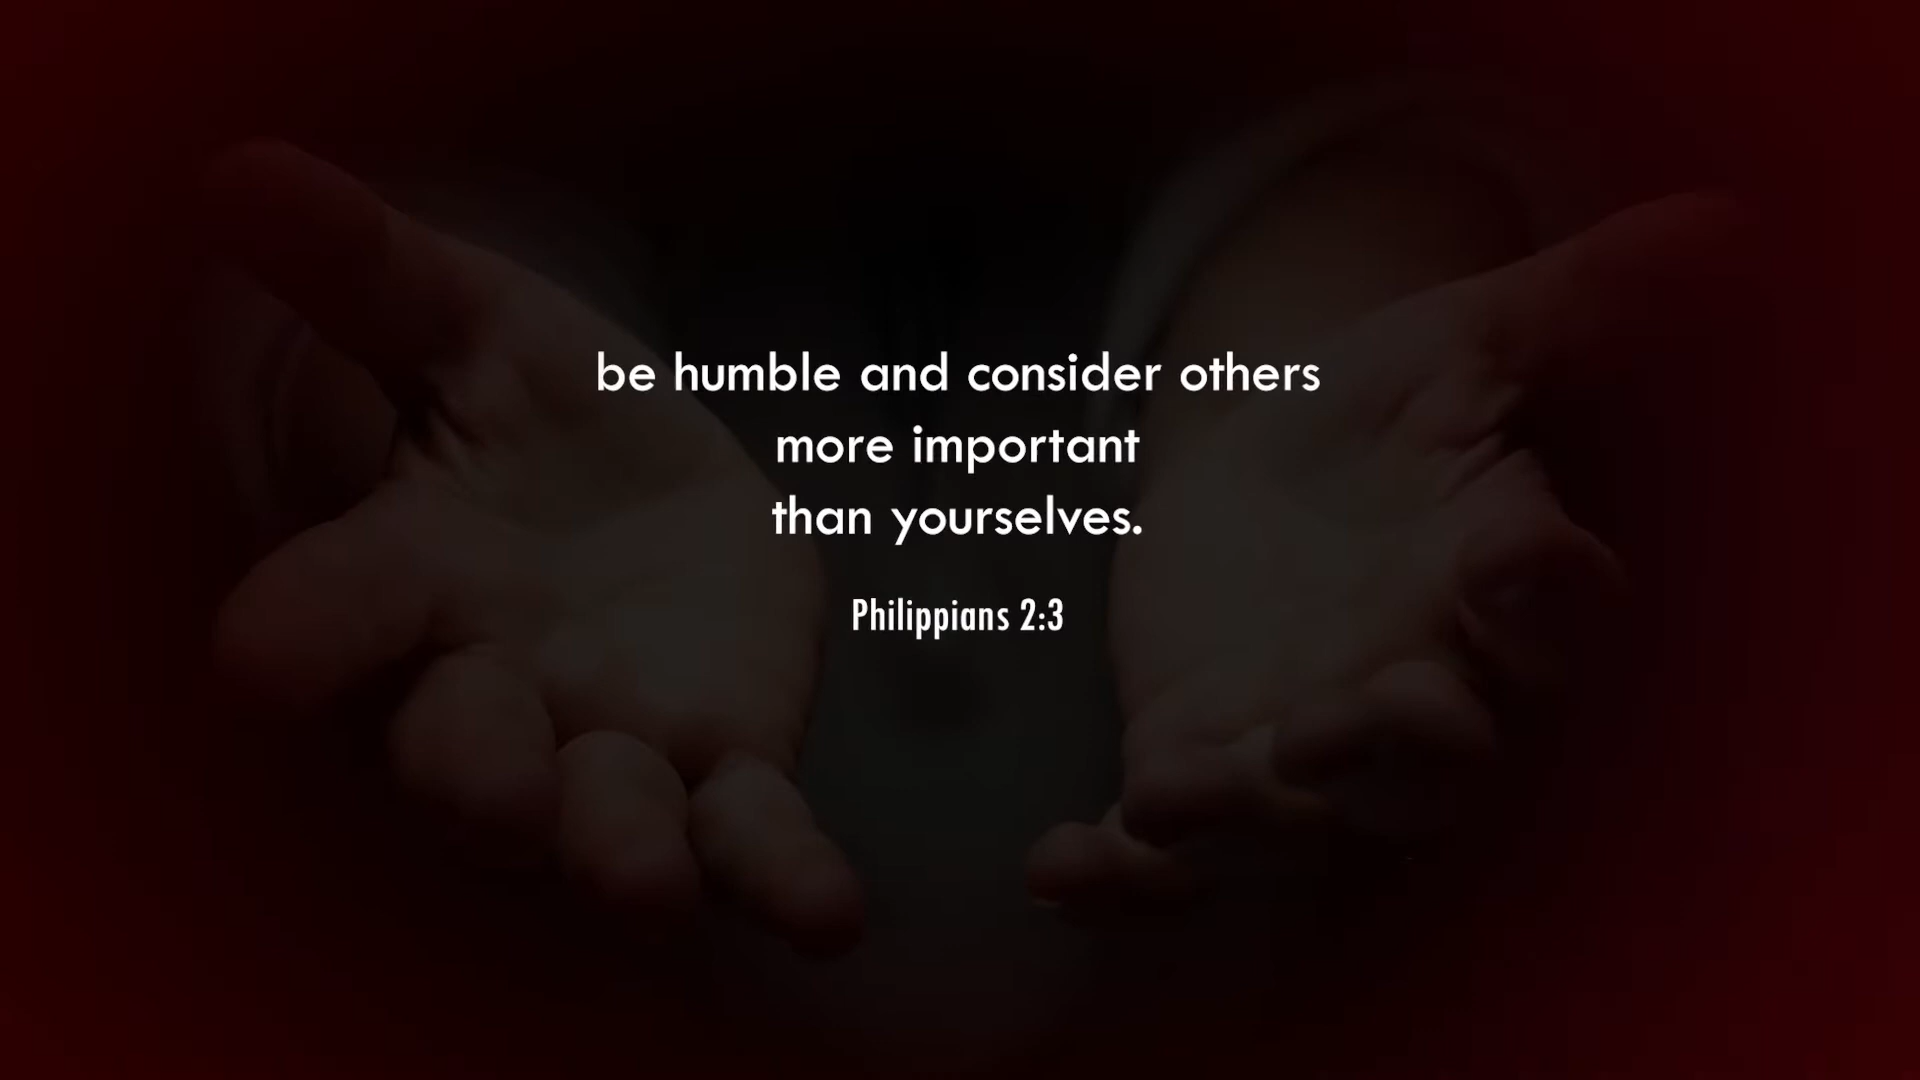 be humble and consider others
more important
than yourselves.
Philippians 2:3